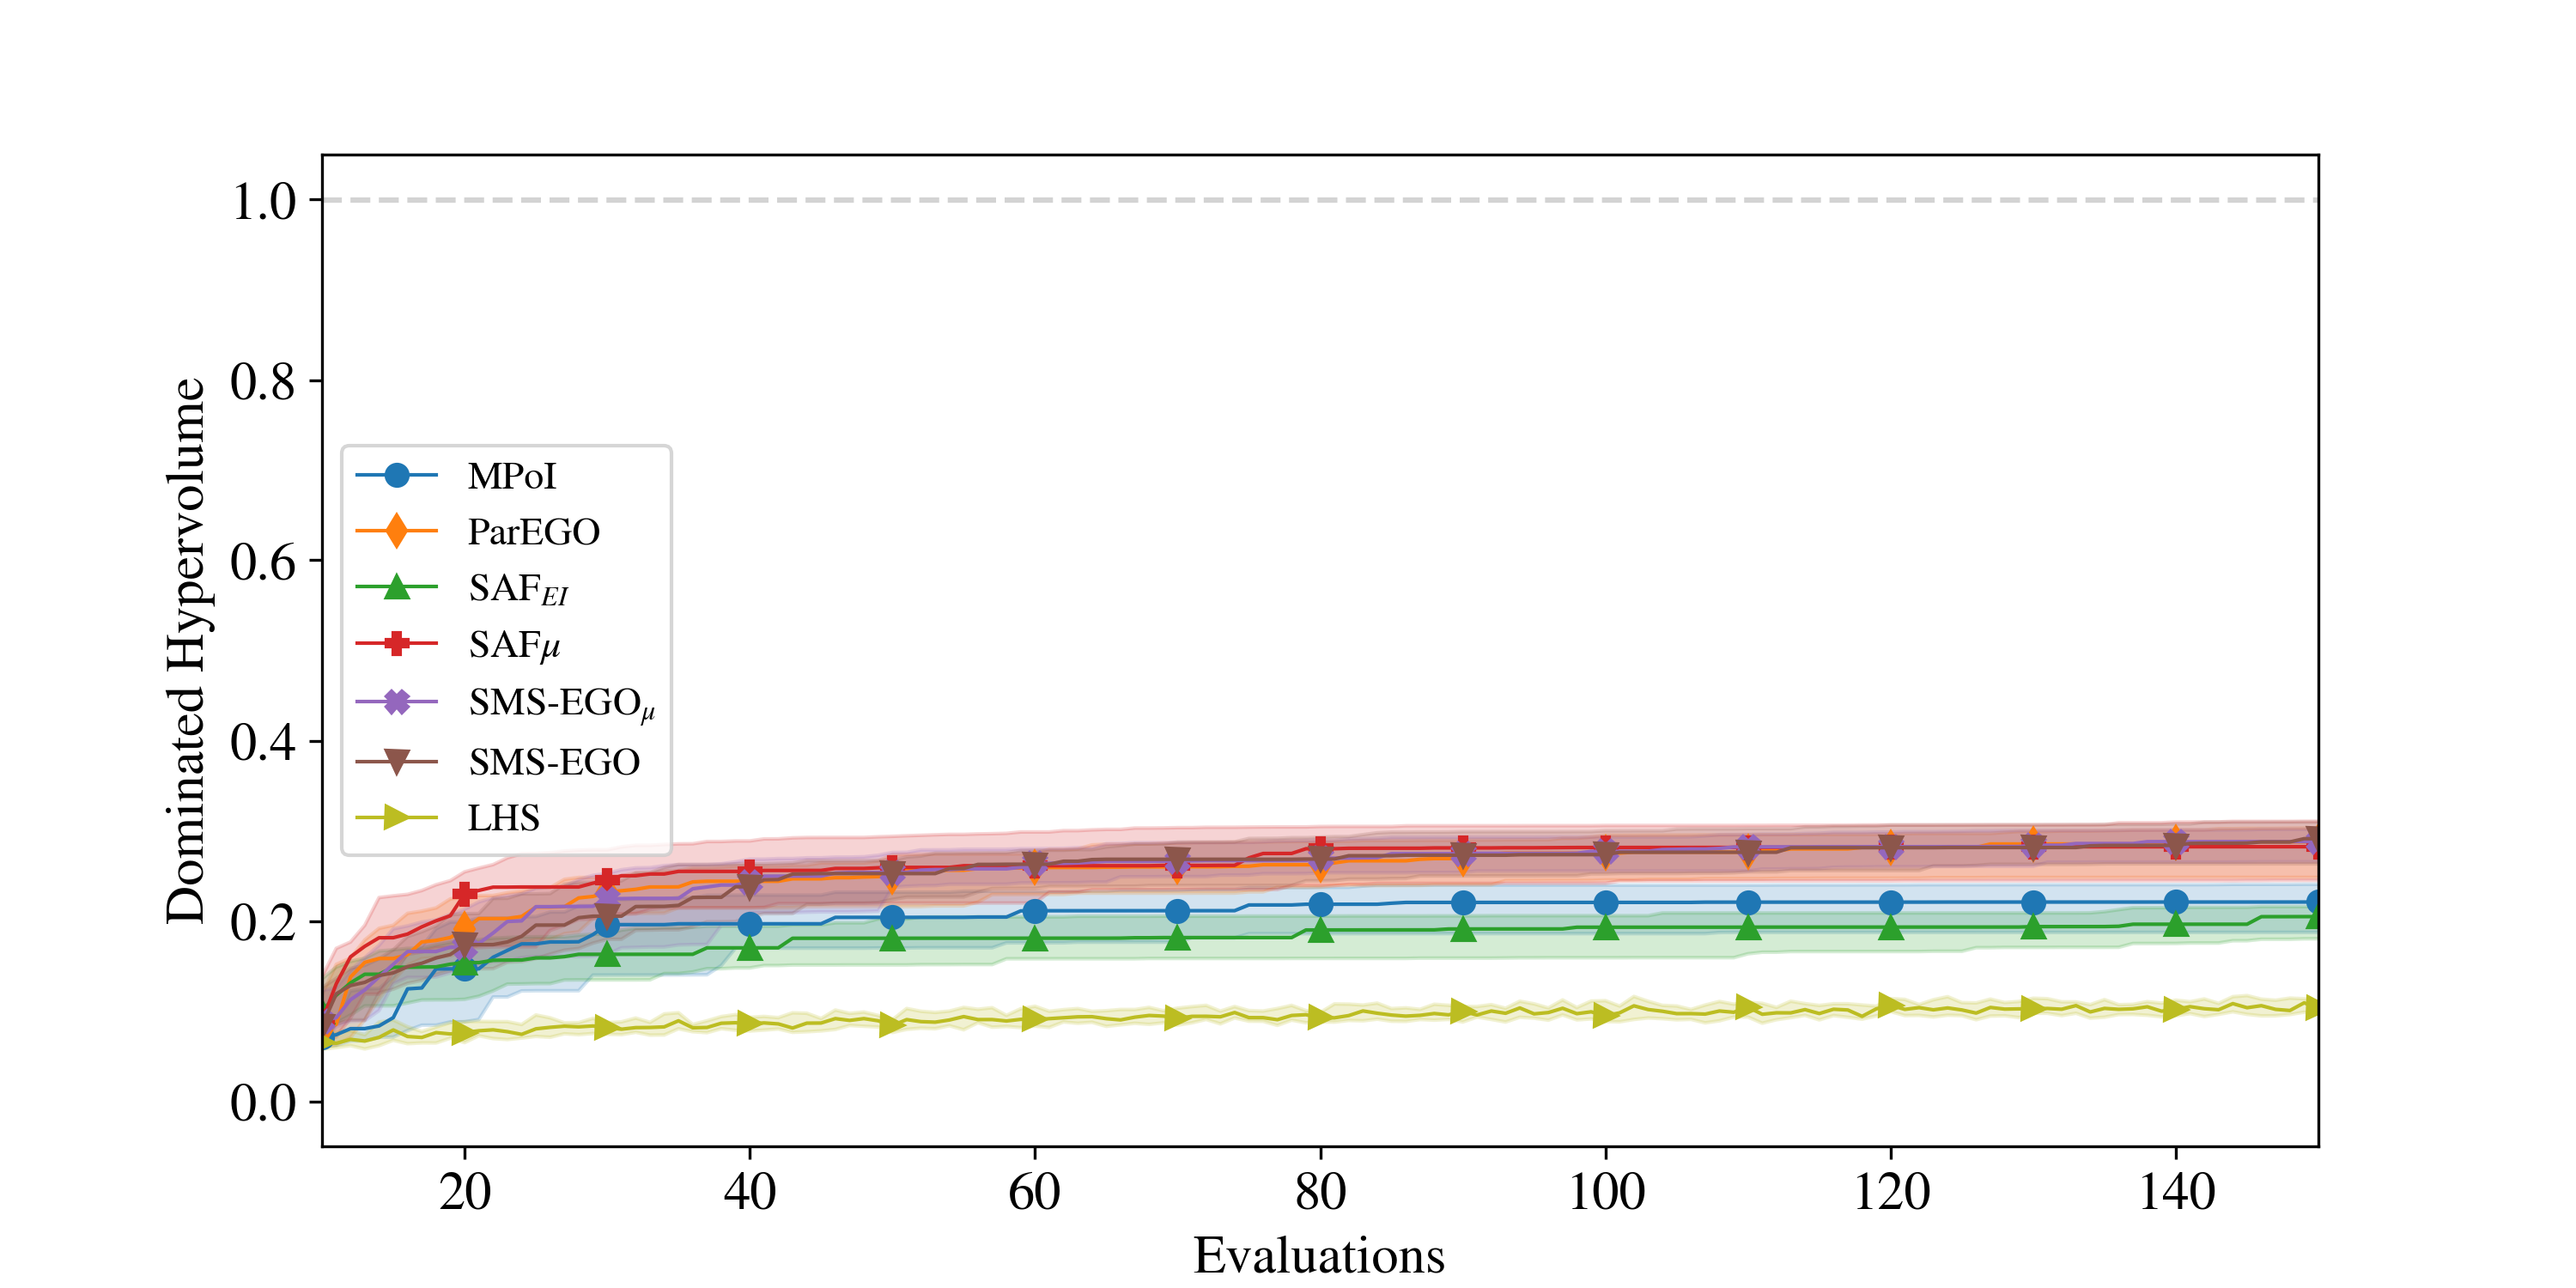 1.0
0.8
0.6
0.4
0.2
0.0
Dominated Hypervolume
MPoI
ParEGO
SAF_EI
SAFμ
SMS-EGO_μ
SMS-EGO
LHS
20 40 60 80 100 120 140
Evaluations